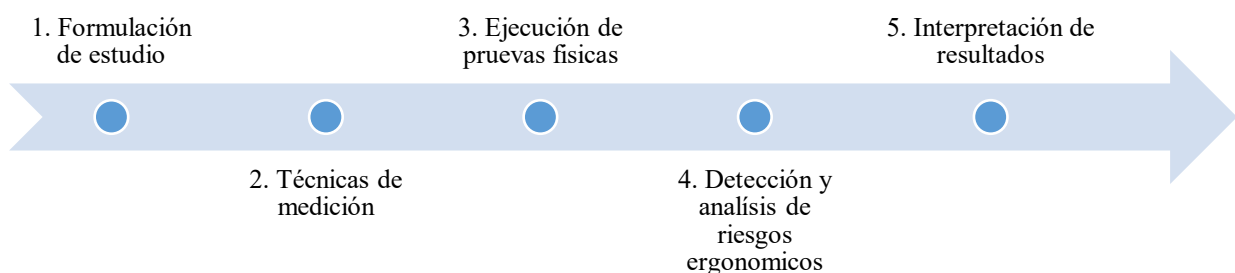 1. Formulación
de estudio
2. Técnicas de
medición
3. Ejecución de
pruevas fisicas
4. Detección y
analísis de
riesgos
ergonomicos
5. Interpretación de
resultados